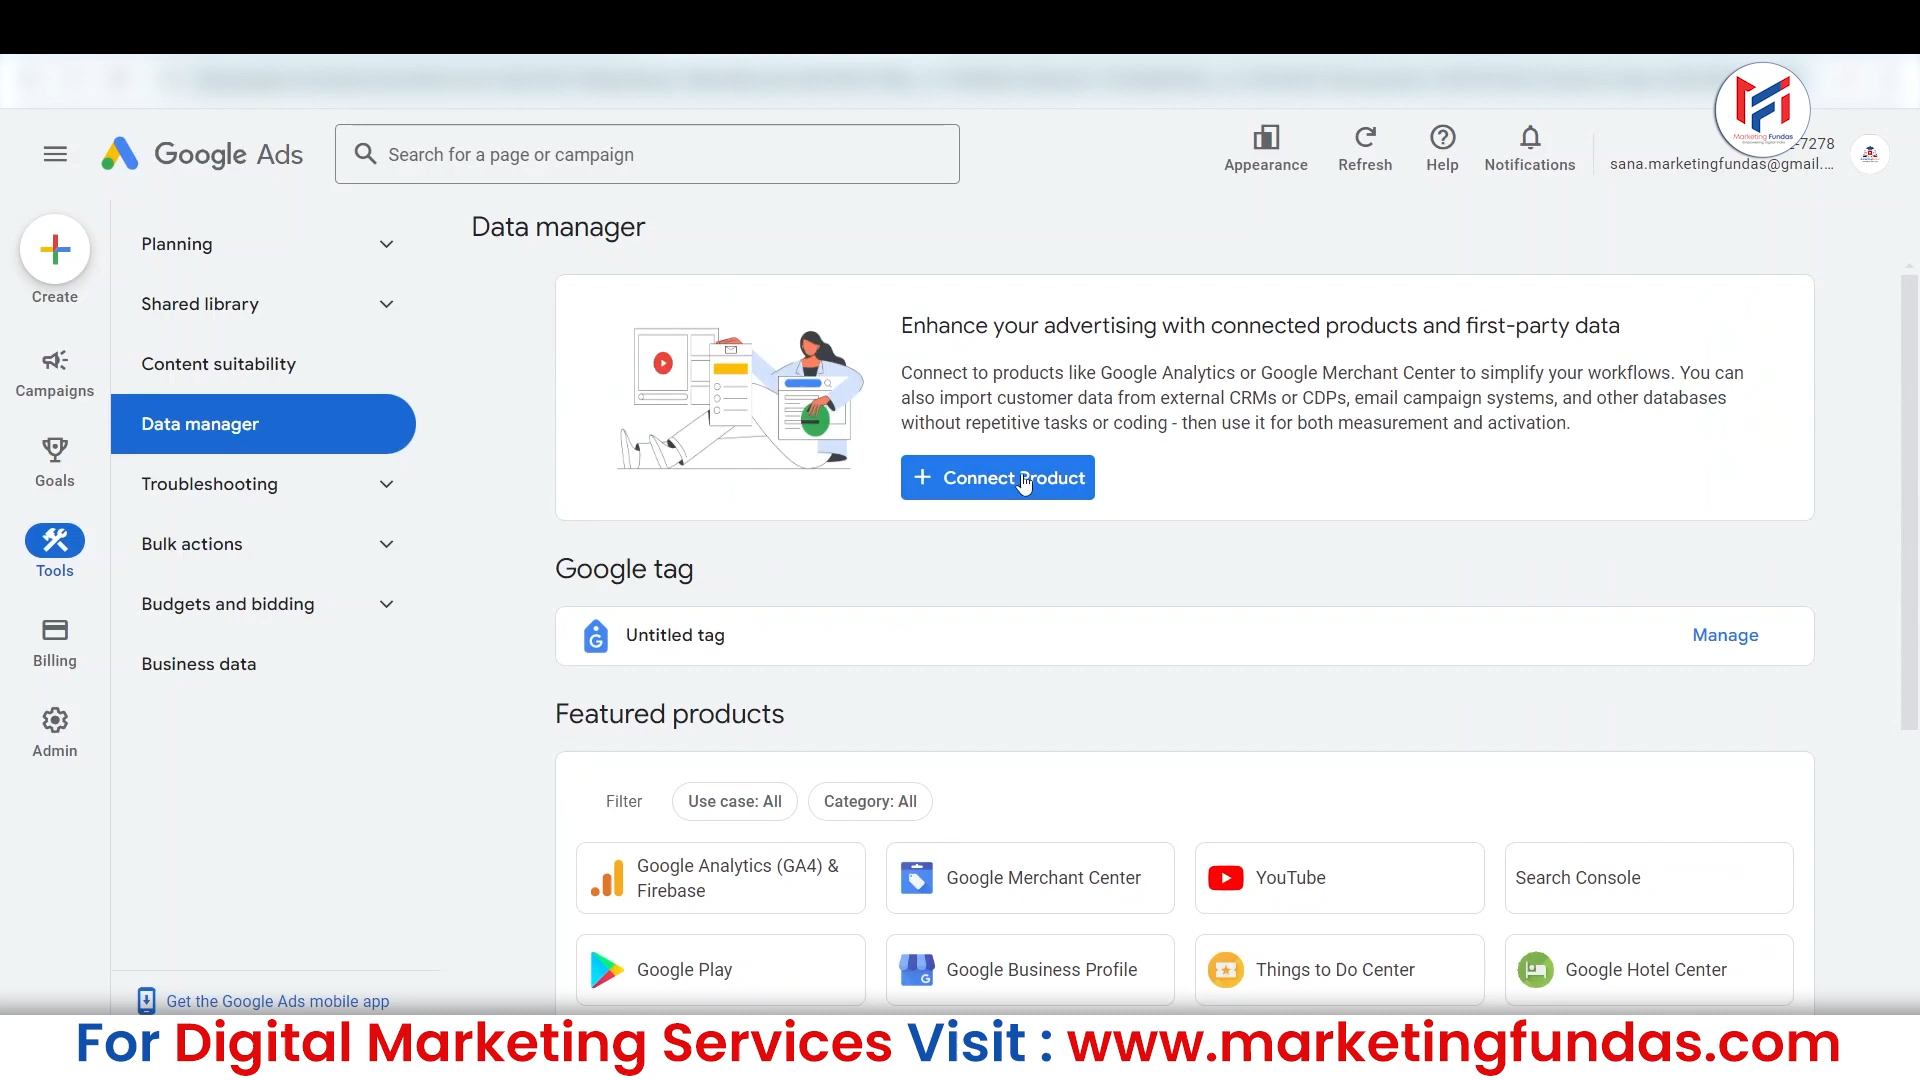 Google Ads
Search for a page or campaign
Appearance
Refresh
Help
Notifications
Marketing Fundas
-7278
sana.marketingfundas@gmail....
Create
Campaigns
Goals
Tools
Billing
Admin
Planning
Shared library
Content suitability
Data manager
Troubleshooting
Bulk actions
Budgets and bidding
Business data
Get the Google Ads mobile app
Data manager
Enhance your advertising with connected products and first-party data
Connect to products like Google Analytics or Google Merchant Center to simplify your workflows. You can
also import customer data from external CRMs or CDPs, email campaign systems, and other databases
without repetitive tasks or coding - then use it for both measurement and activation.
+ Connect Product
Google tag
Untitled tag
Manage
Featured products
Filter
Use case: All
Category: All
Google Analytics (GA4) &
Firebase
Google Merchant Center
YouTube
Search Console
Google Play
Google Business Profile
Things to Do Center
Google Hotel Center
For Digital Marketing Services Visit : www.marketingfundas.com